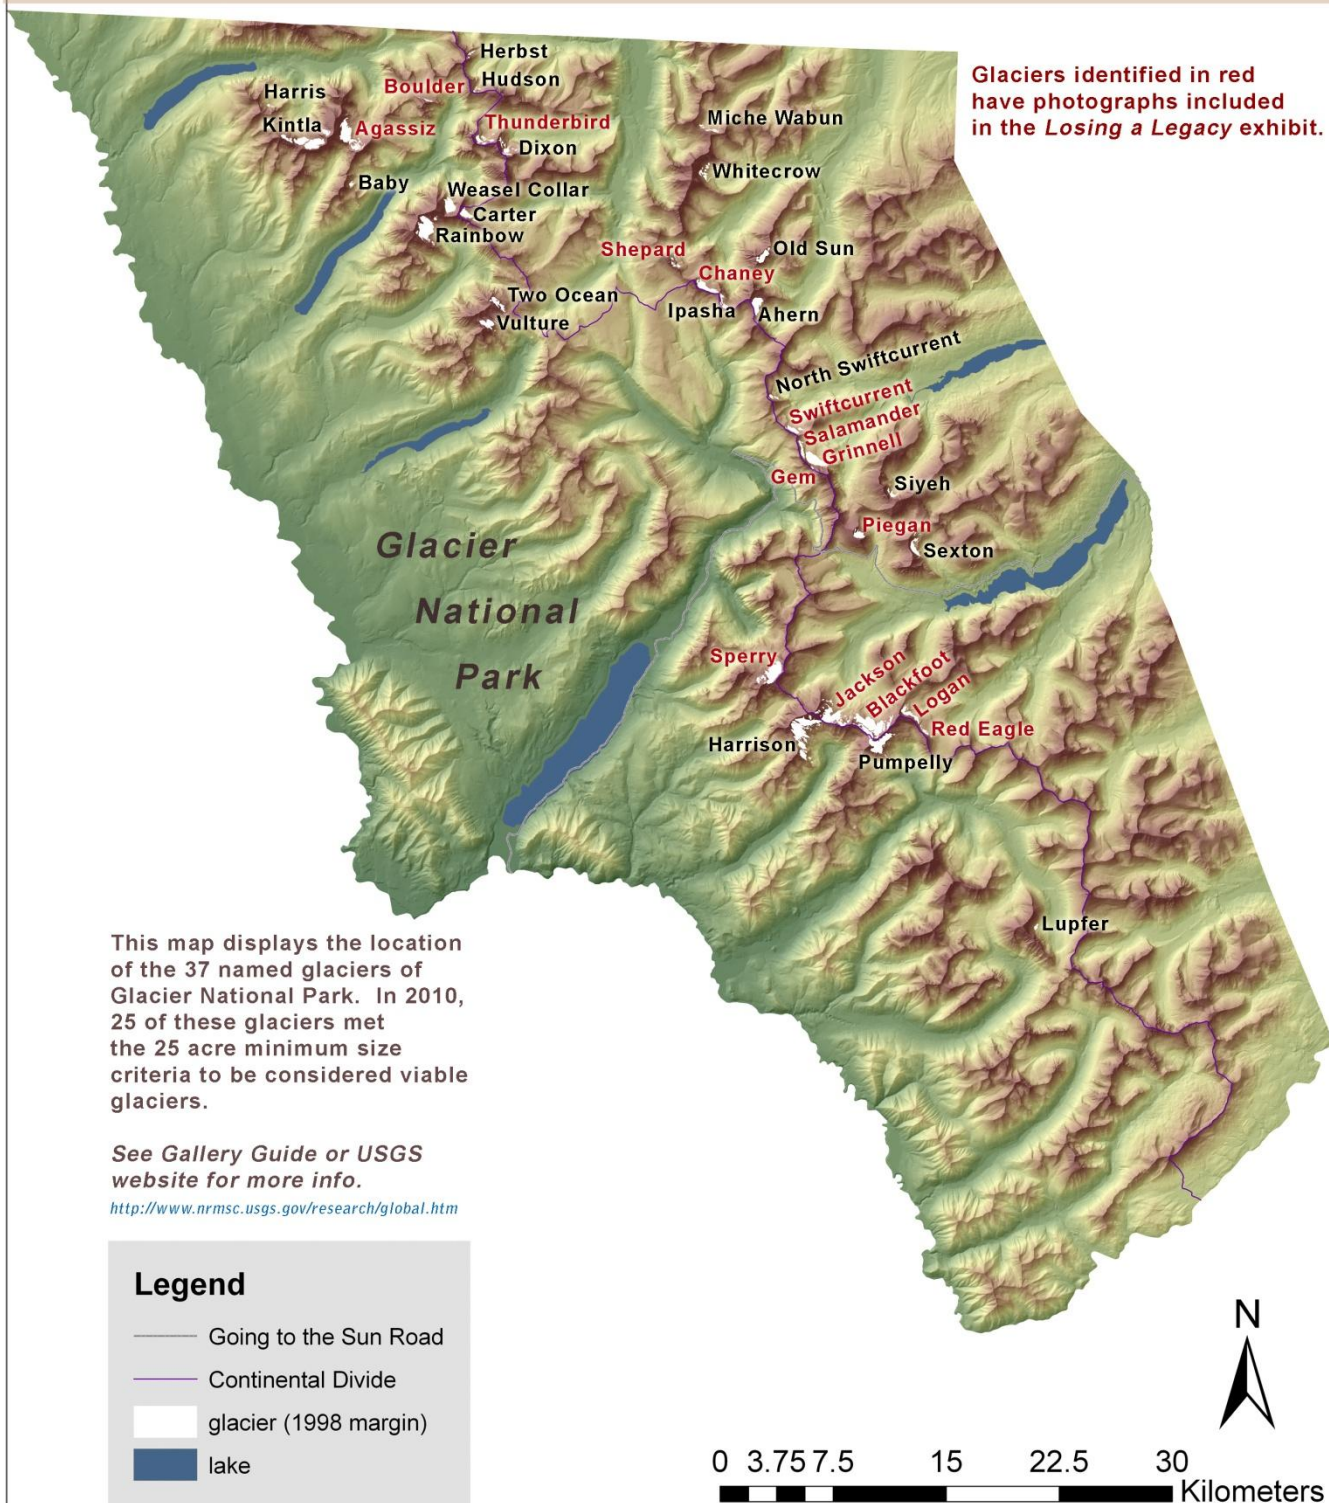 Herbst
Hudson
Boulder
Harris
Kintla
Agassiz
Thunderbird
Dixon
Miche Wabun
Glaciers identified in red
have photographs included
in the Losing a Legacy exhibit.
Whitecrow
Baby
Weasel Collar
Carter
Rainbow
Shepard
Old Sun
Chaney
Two Ocean
Ipasha
Ahern
Vulture
North Swiftcurrent
Swiftcurrent
Salamander
Grinnell
Gem
Siyeh
Piegan
Sexton
Glacier
National
Park
Sperry
Jackson
Blackfoot
Logan
Red Eagle
Harrison
Pumpelly
Lupfer
This map displays the location
of the 37 named glaciers of
Glacier National Park. In 2010,
25 of these glaciers met
the 25 acre minimum size
criteria to be considered viable
glaciers.
See Gallery Guide or USGS
website for more info.
http://www.nrmsc.usgs.gov/research/global.htm
Legend
Going to the Sun Road
Continental Divide
glacier (1998 margin)
lake
N
0 3.75 7.5 15 22.5 30
Kilometers